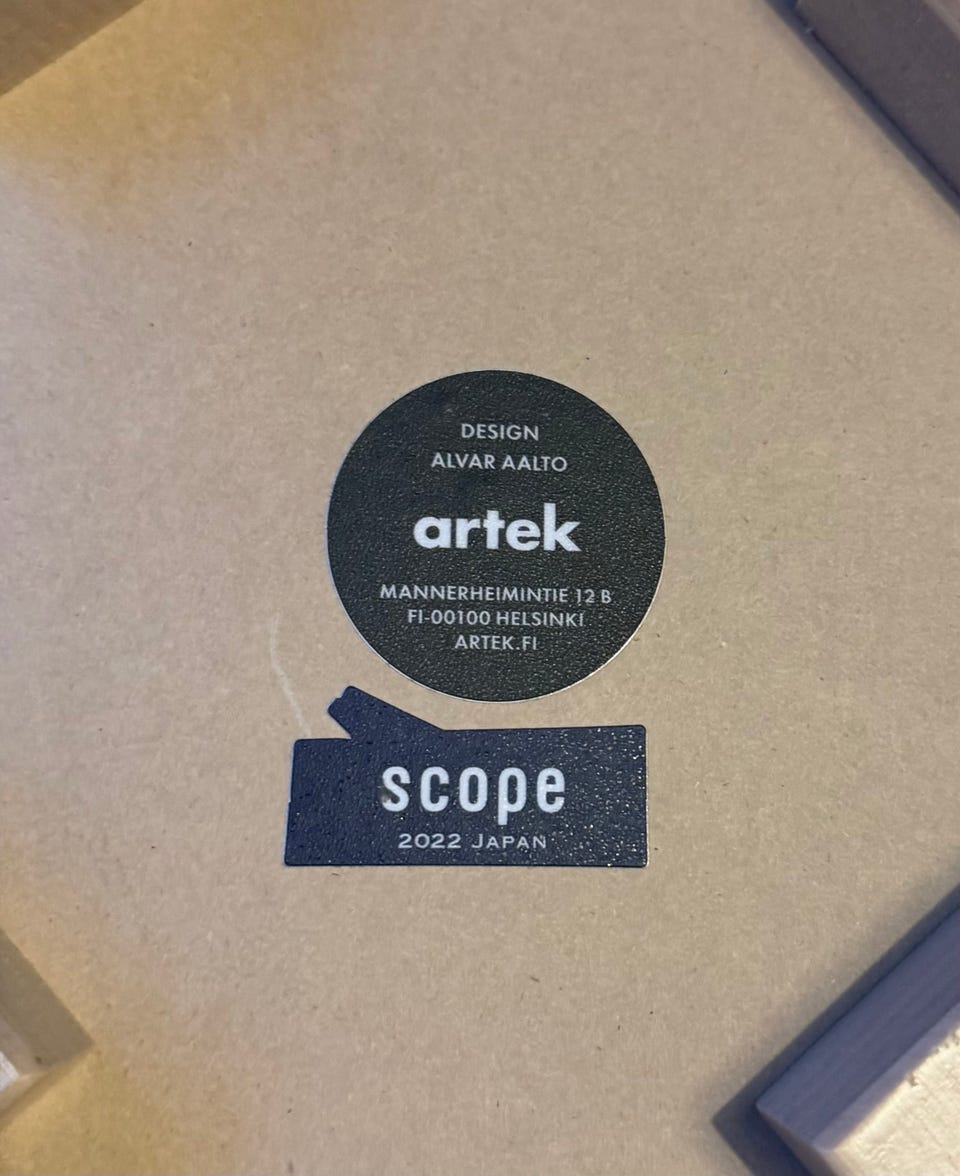 DESIGN
ALVAR AALTO
artek
MANNERHEIMINTIE 12 B
FI-00100 HELSINKI
ARTEK.FI
scope
2022 JAPAN